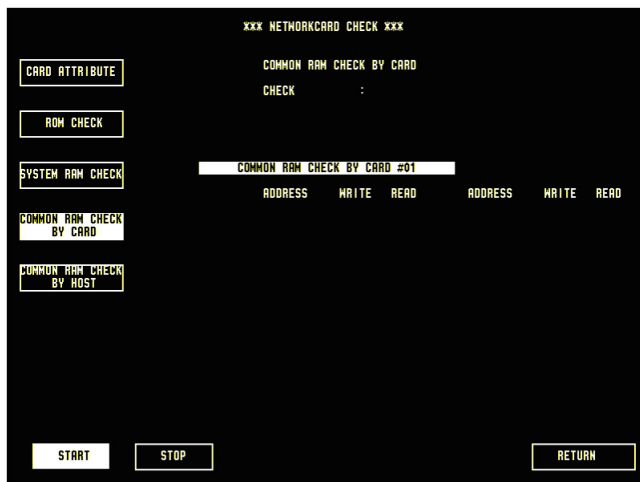 *** NETWORKCARD CHECK ***
COMMON RAM CHECK BY CARD
CARD ATTRIBUTE
CHECK :
ROM CHECK
COMMON RAM CHECK BY CARD #01
SYSTEM RAM CHECK
ADDRESS WRITE READ ADDRESS WRITE READ
COMMON RAM CHECK
BY CARD
COMMON RAM CHECK
BY HOST
START STOP RETURN